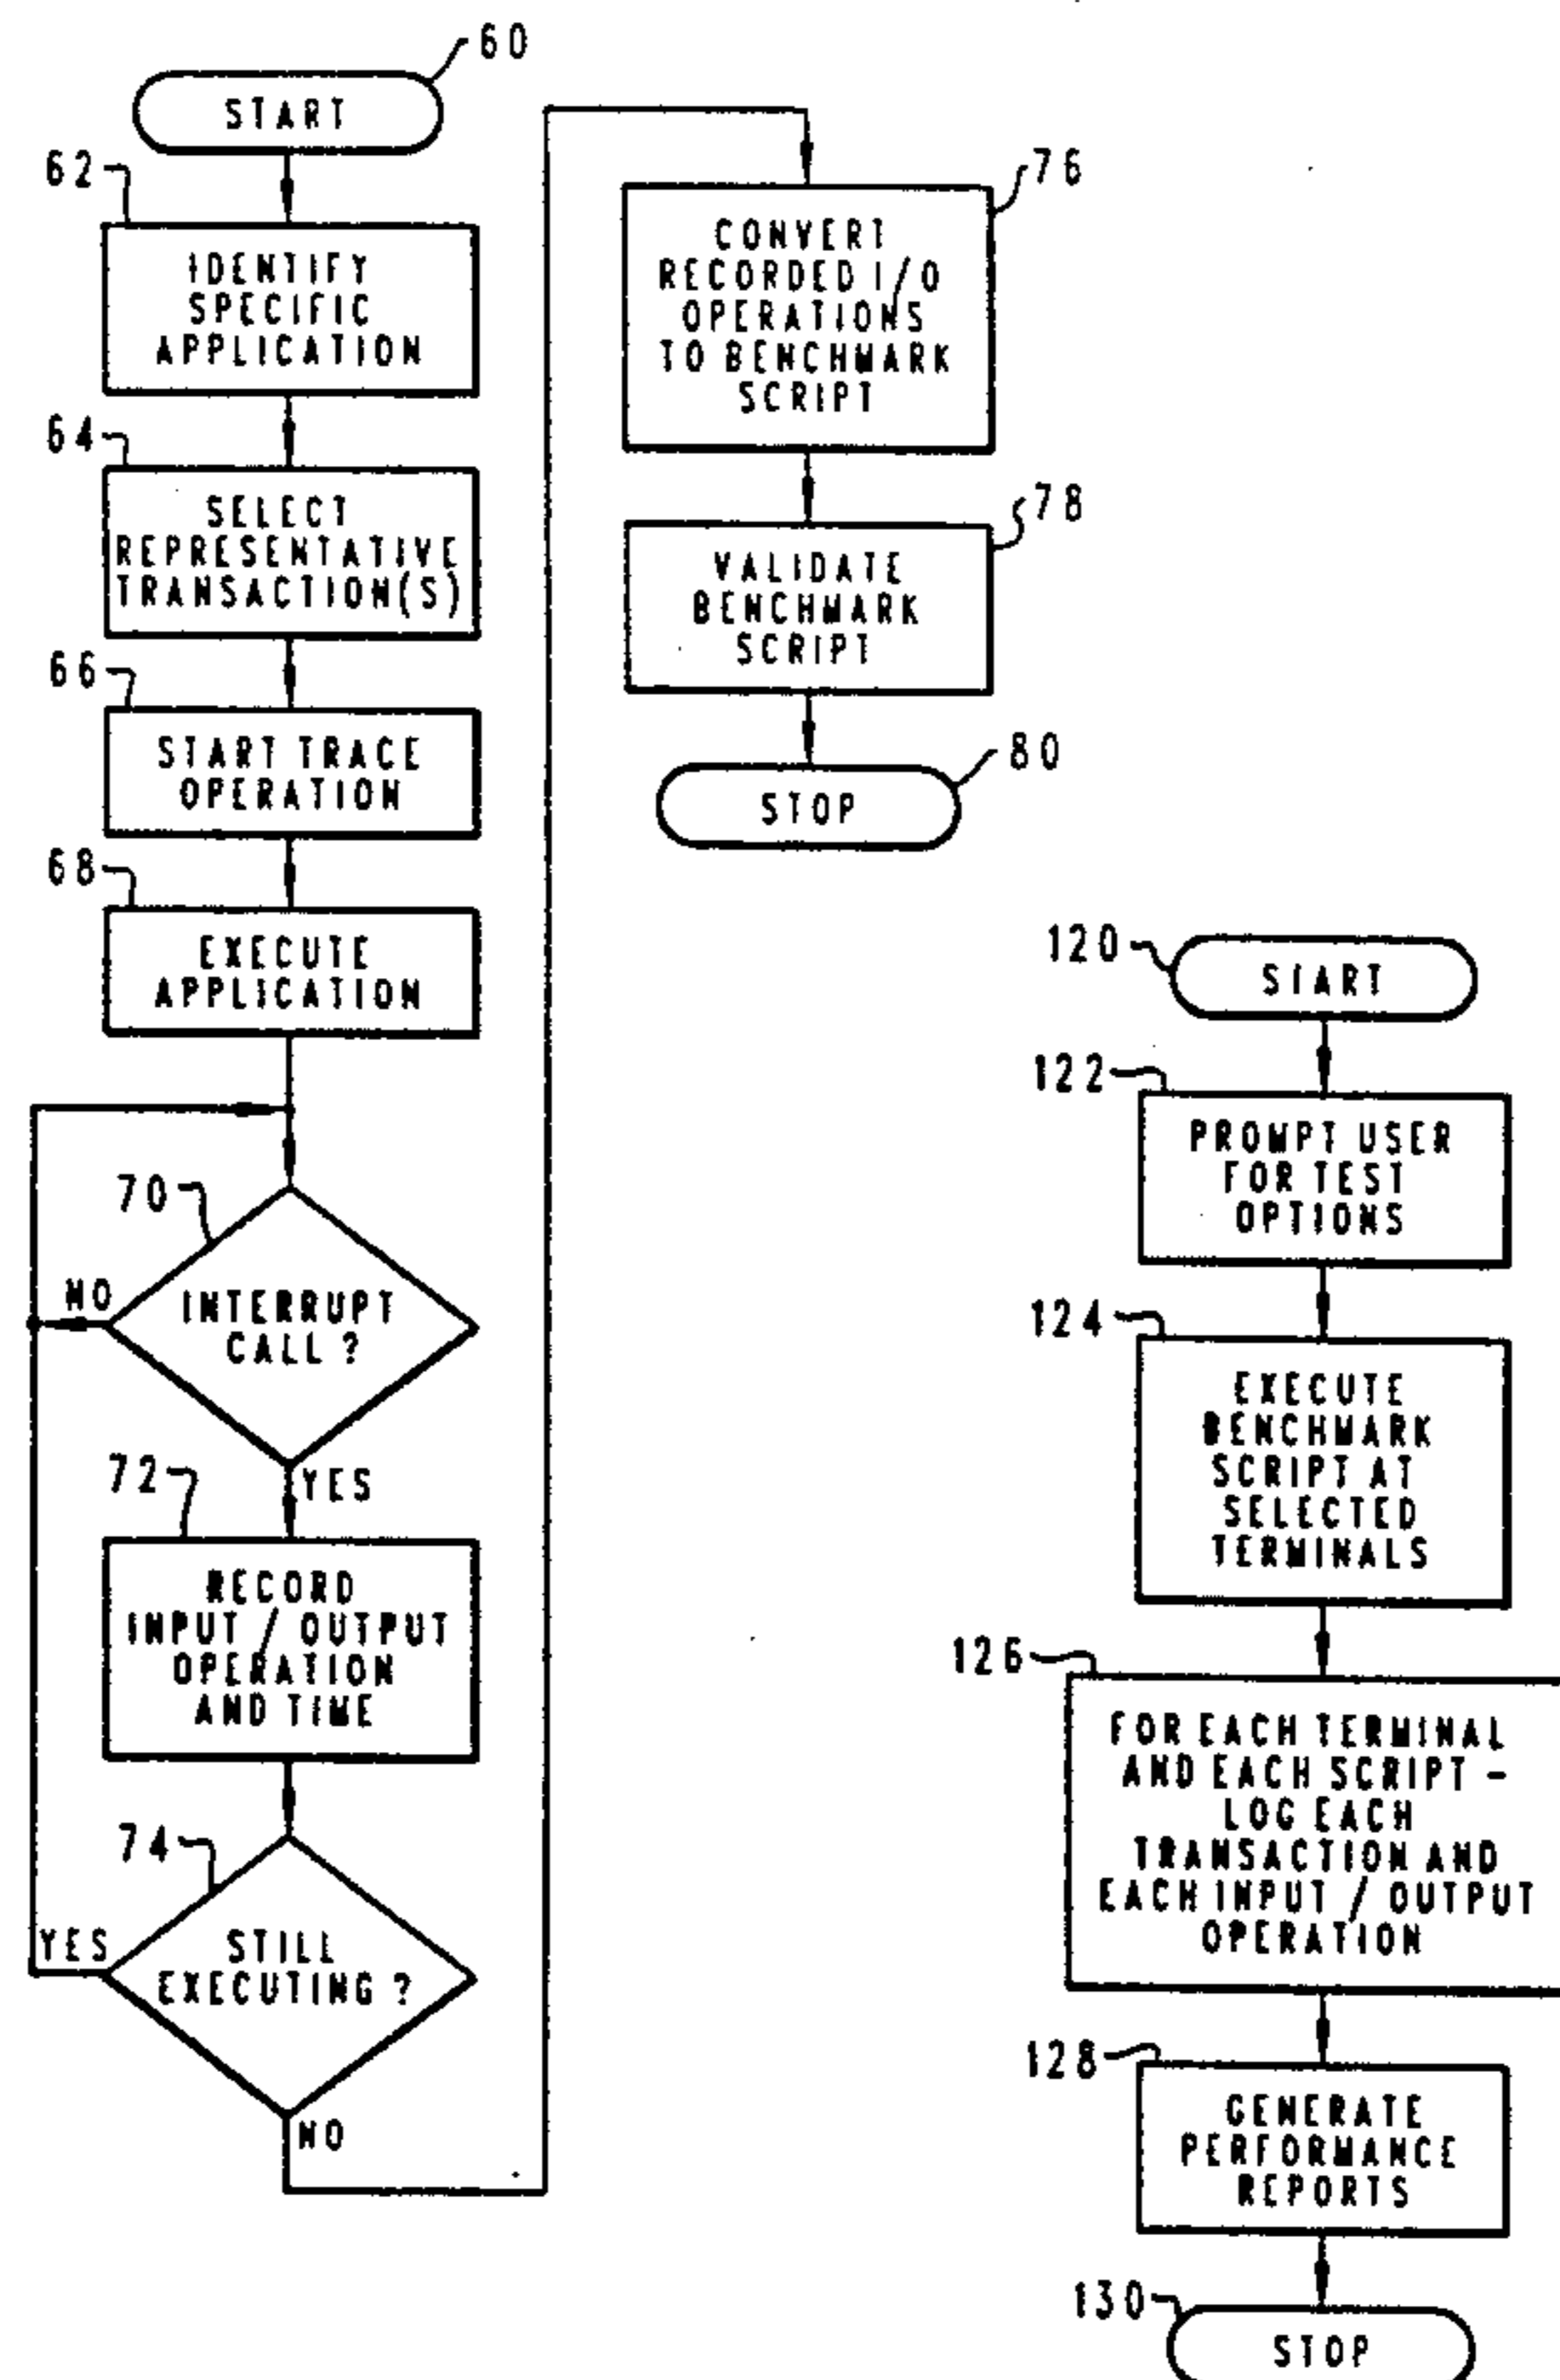 60
START
62
IDENTIFY
SPECIFIC
APPLICATION
64
SELECT
REPRESENTATIVE
TRANSACTION(S)
66
START TRACE
OPERATION
68
EXECUTE
APPLICATION
70
NO
INTERRUPT
CALL ?
YES
72
RECORD
INPUT / OUTPUT
OPERATION
AND TIME
74
YES
STILL
EXECUTING ?
NO
76
CONVERT
RECORDED I/O
OPERATIONS
TO BENCHMARK
SCRIPT
78
VALIDATE
BENCHMARK
SCRIPT
80
STOP
120
START
122
PROMPT USER
FOR TEST
OPTIONS
124
EXECUTE
BENCHMARK
SCRIPT AT
SELECTED
TERMINALS
126
FOR EACH TERMINAL
AND EACH SCRIPT -
LOG EACH
TRANSACTION AND
EACH INPUT / OUTPUT
OPERATION
128
GENERATE
PERFORMANCE
REPORTS
130
STOP